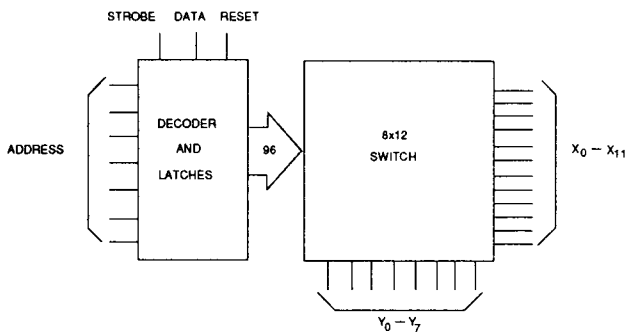 STROBE DATA RESET
ADDRESS
DECODER
AND
LATCHES
96
8x12
SWITCH
X0 – X11
Y0 – Y7